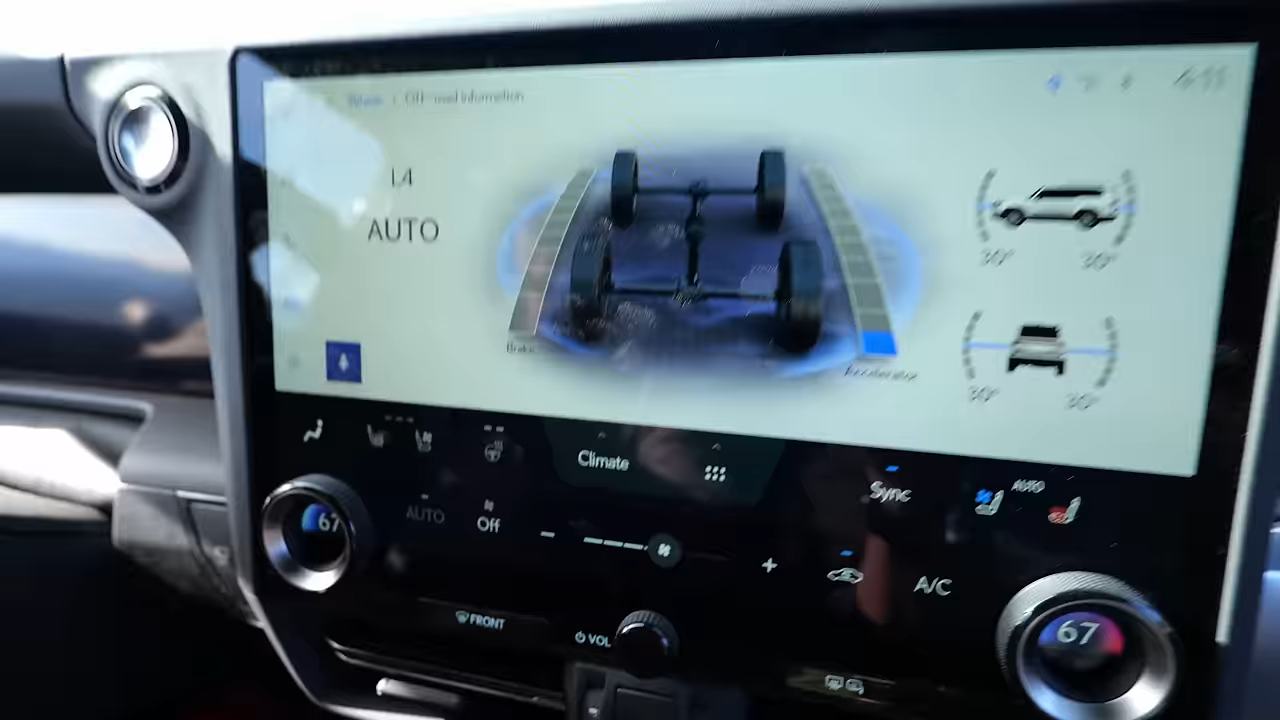 Off-road Information
L4
AUTO
30° 30°
Brake
Accelerator
30° 30°
Climate
Sync
AUTO
67
AUTO
Off
A/C
FRONT
VOL
67